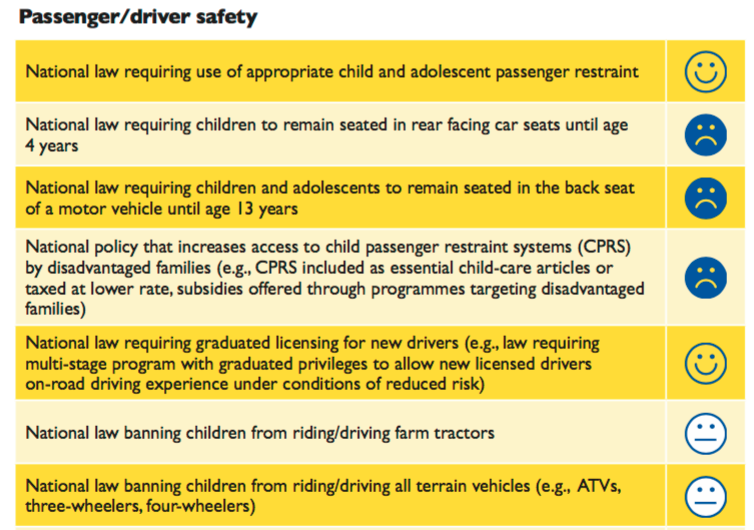 Passenger/driver safety
National law requiring use of appropriate child and adolescent passenger restraint
National law requiring children to remain seated in rear facing car seats until age
4 years
National law requiring children and adolescents to remain seated in the back seat
of a motor vehicle until age 13 years
National policy that increases access to child passenger restraint systems (CPRS)
by disadvantaged families (e.g., CPRS included as essential child-care articles or
taxed at lower rate, subsidies offered through programmes targeting disadvantaged
families)
National law requiring graduated licensing for new drivers (e.g., law requiring
multi-stage program with graduated privileges to allow new licensed drivers
on-road driving experience under conditions of reduced risk)
National law banning children from riding/driving farm tractors
National law banning children from riding/driving all terrain vehicles (e.g., ATVs,
three-wheelers, four-wheelers)